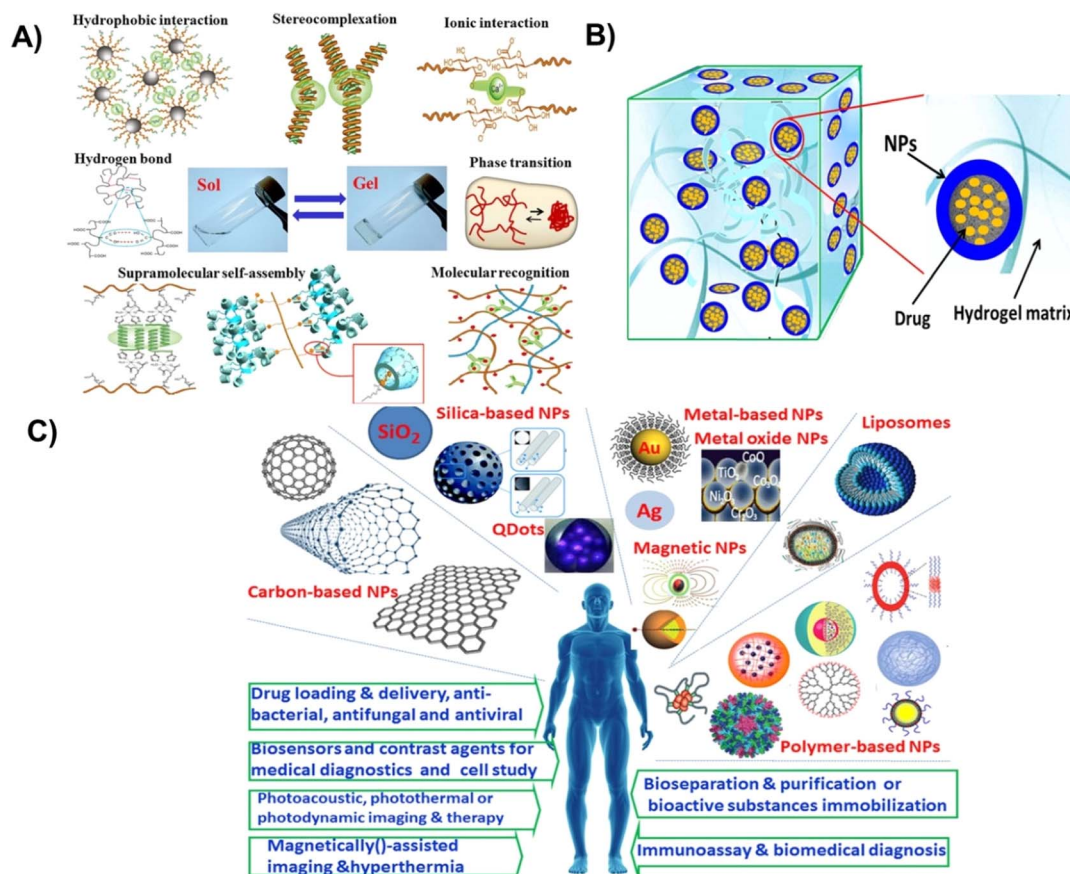 A)
Hydrophobic interaction
Stereocomplexation
Ionic interaction
Ca
Hydrogen bond
Sol
Gel
Phase transition
Supramolecular self-assembly
Molecular recognition
B)
NPs
Drug
Hydrogel matrix
C)
SiO2
Silica-based NPs
QDots
Carbon-based NPs
Metal-based NPs
Metal oxide NPs
Au
Ag
CoO
TiO
Magnetic NPs
Liposomes
Polymer-based NPs
Drug loading & delivery, anti-
bacterial, antifungal and antiviral
Biosensors and contrast agents for
medical diagnostics and cell study
Photoacoustic, photothermal or
photodynamic imaging & therapy
Magnetically()-assisted
imaging &hyperthermia
Bioseparation & purification or
bioactive substances immobilization
Immunoassay & biomedical diagnosis